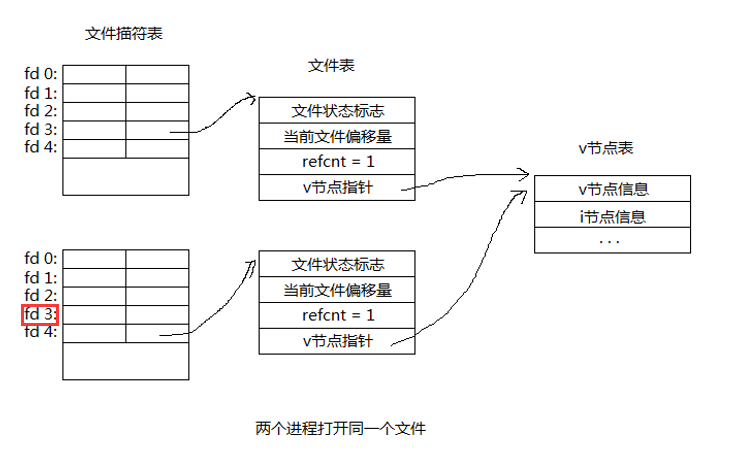 文件描符表
fd 0:
fd 1:
fd 2:
fd 3:
fd 4:
文件表
文件状态标志
当前文件偏移量
refcnt = 1
v节点指针
v节点表
v节点信息
i节点信息
...
fd 0:
fd 1:
fd 2:
fd 3:
fd 4:
文件状态标志
当前文件偏移量
refcnt = 1
v节点指针
两个进程打开同一个文件